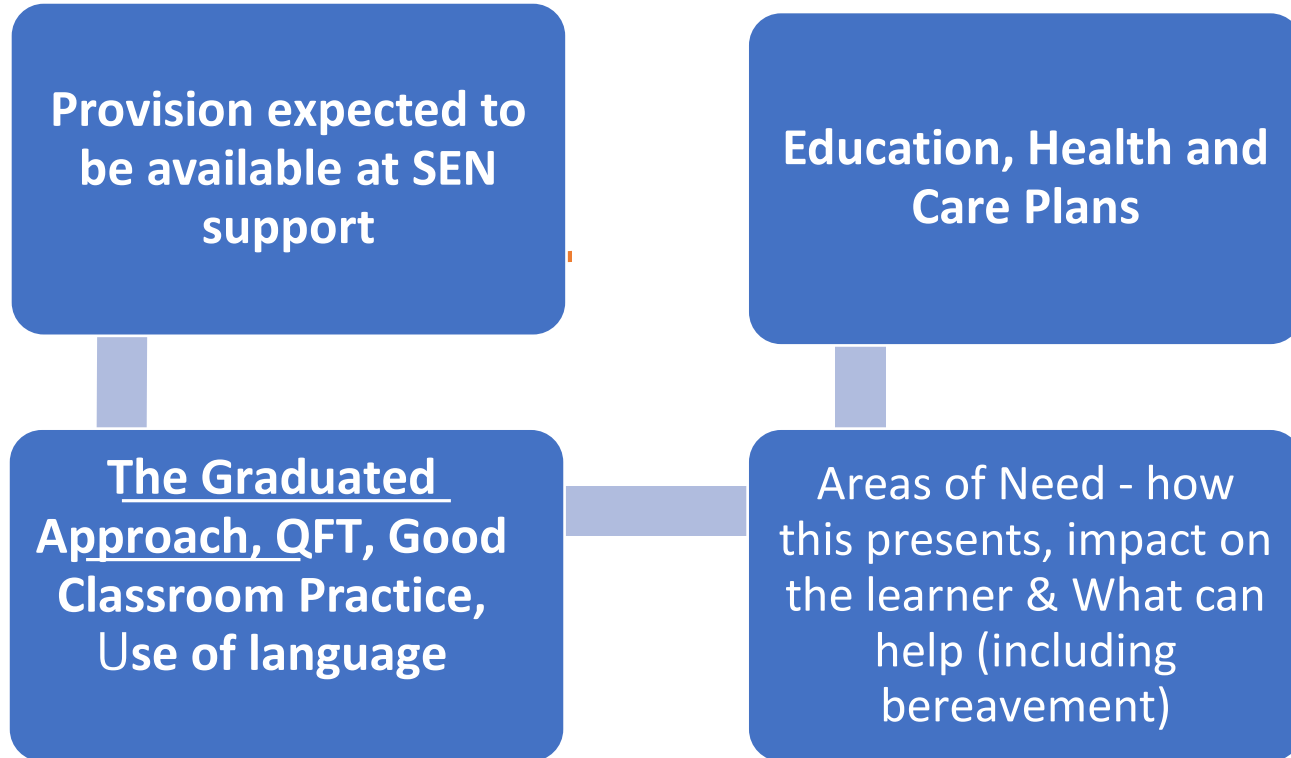 Provision expected to
be available at SEN
support
The Graduated
Approach, QFT, Good
Classroom Practice,
Use of language
Areas of Need - how
this presents, impact on
the learner & What can
help (including
bereavement)
Education, Health and
Care Plans